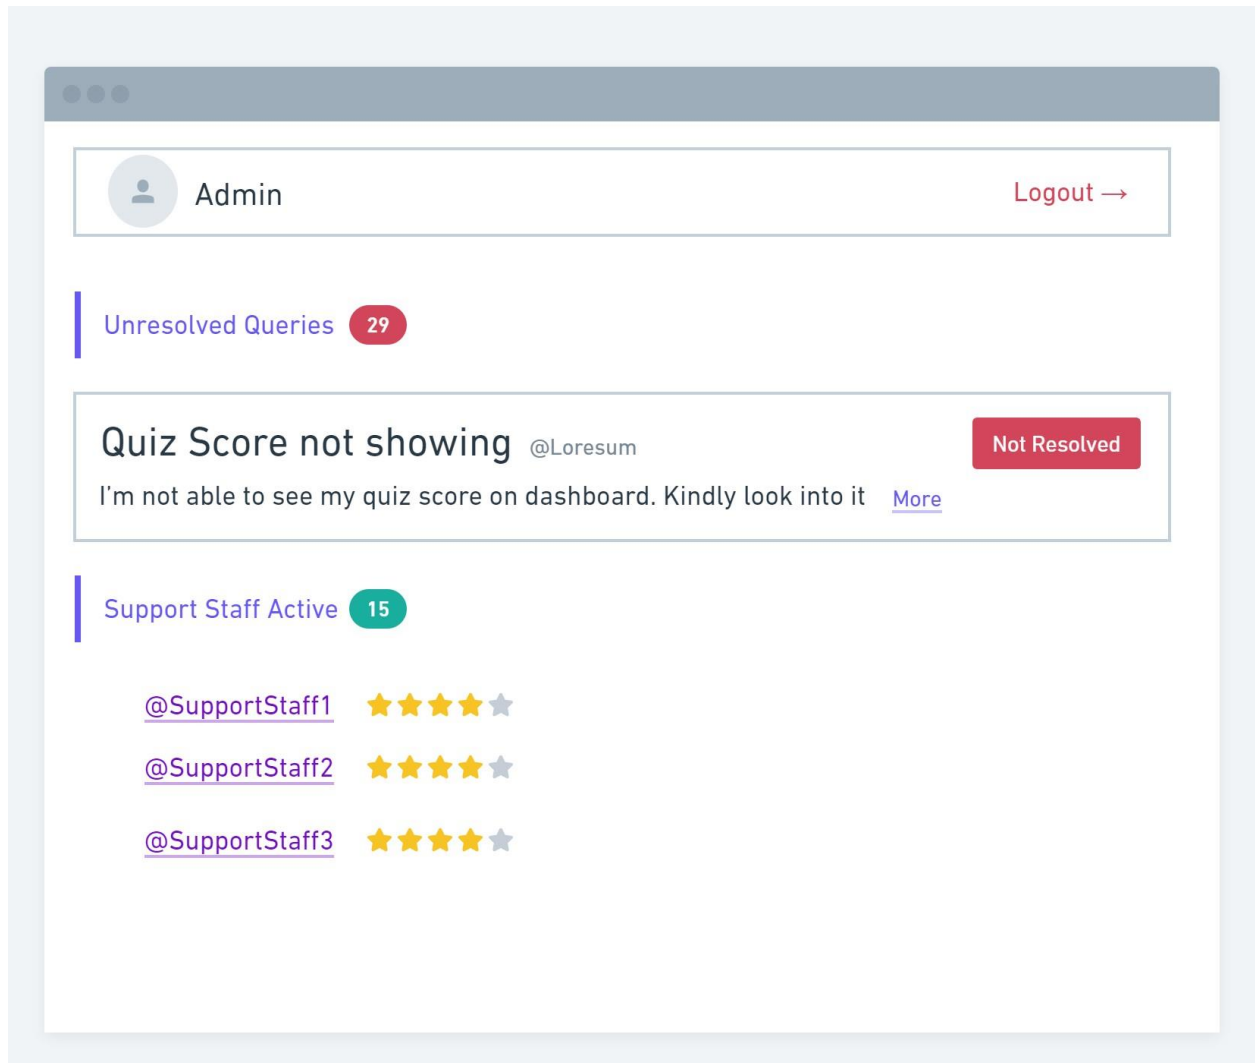 Admin
Logout →
Unresolved Queries 29
Quiz Score not showing @Loresum
Not Resolved
I'm not able to see my quiz score on dashboard. Kindly look into it More
Support Staff Active 15
@SupportStaff1
@SupportStaff2
@SupportStaff3